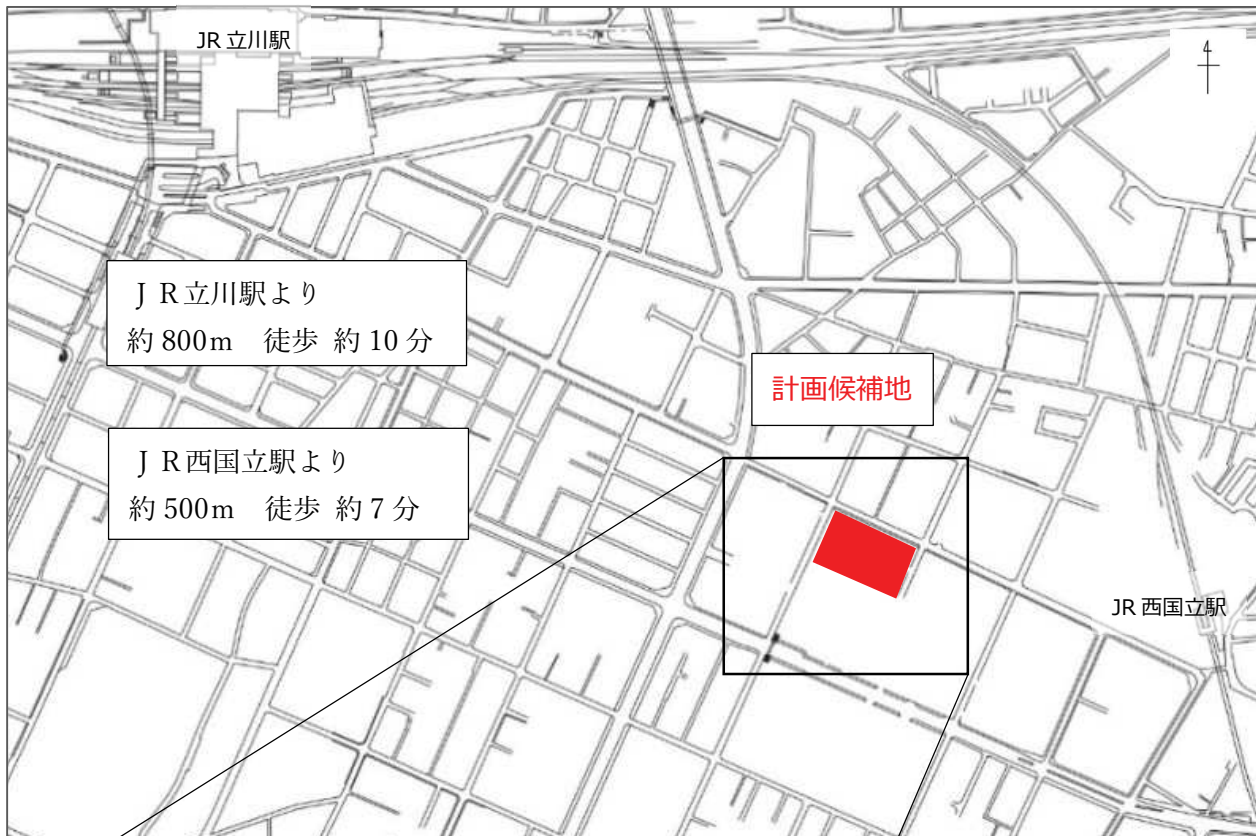 JR 立川駅
ＪＲ立川駅より
約 800m　徒歩 約 10 分
計画候補地
ＪＲ西国立駅より
約 500m　徒歩 約 7 分
JR 西国立駅